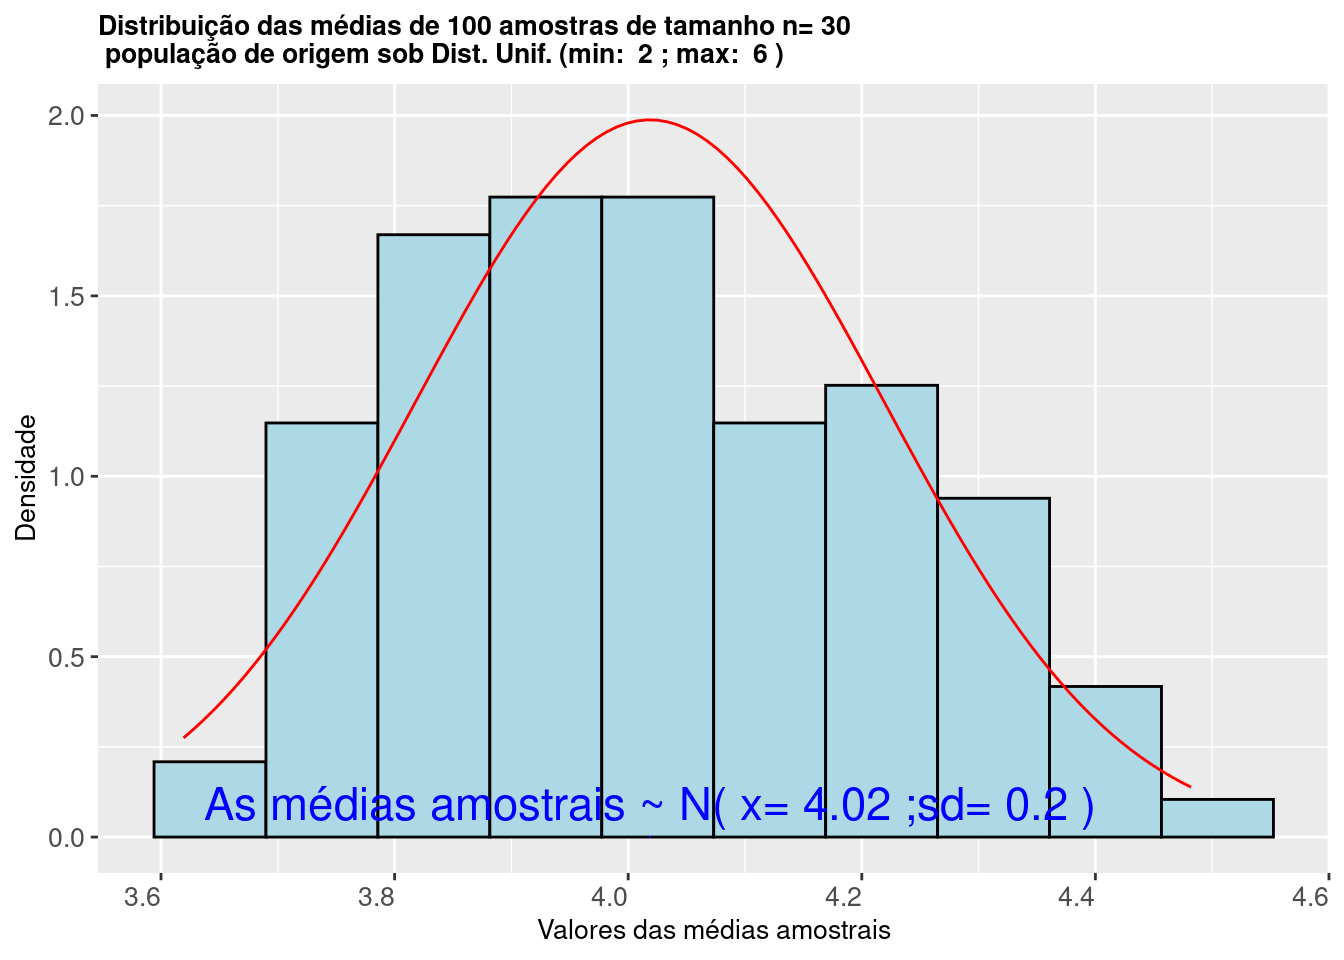 Distribuição das médias de 100 amostras de tamanho n= 30
população de origem sob Dist. Unif. (min:  2 ; max:  6 )
2.0
1.5
1.0
0.5
0.0
Densidade
As médias amostrais ~ N( x= 4.02 ;sd= 0.2 )
3.6 3.8 4.0 4.2 4.4 4.6
Valores das médias amostrais